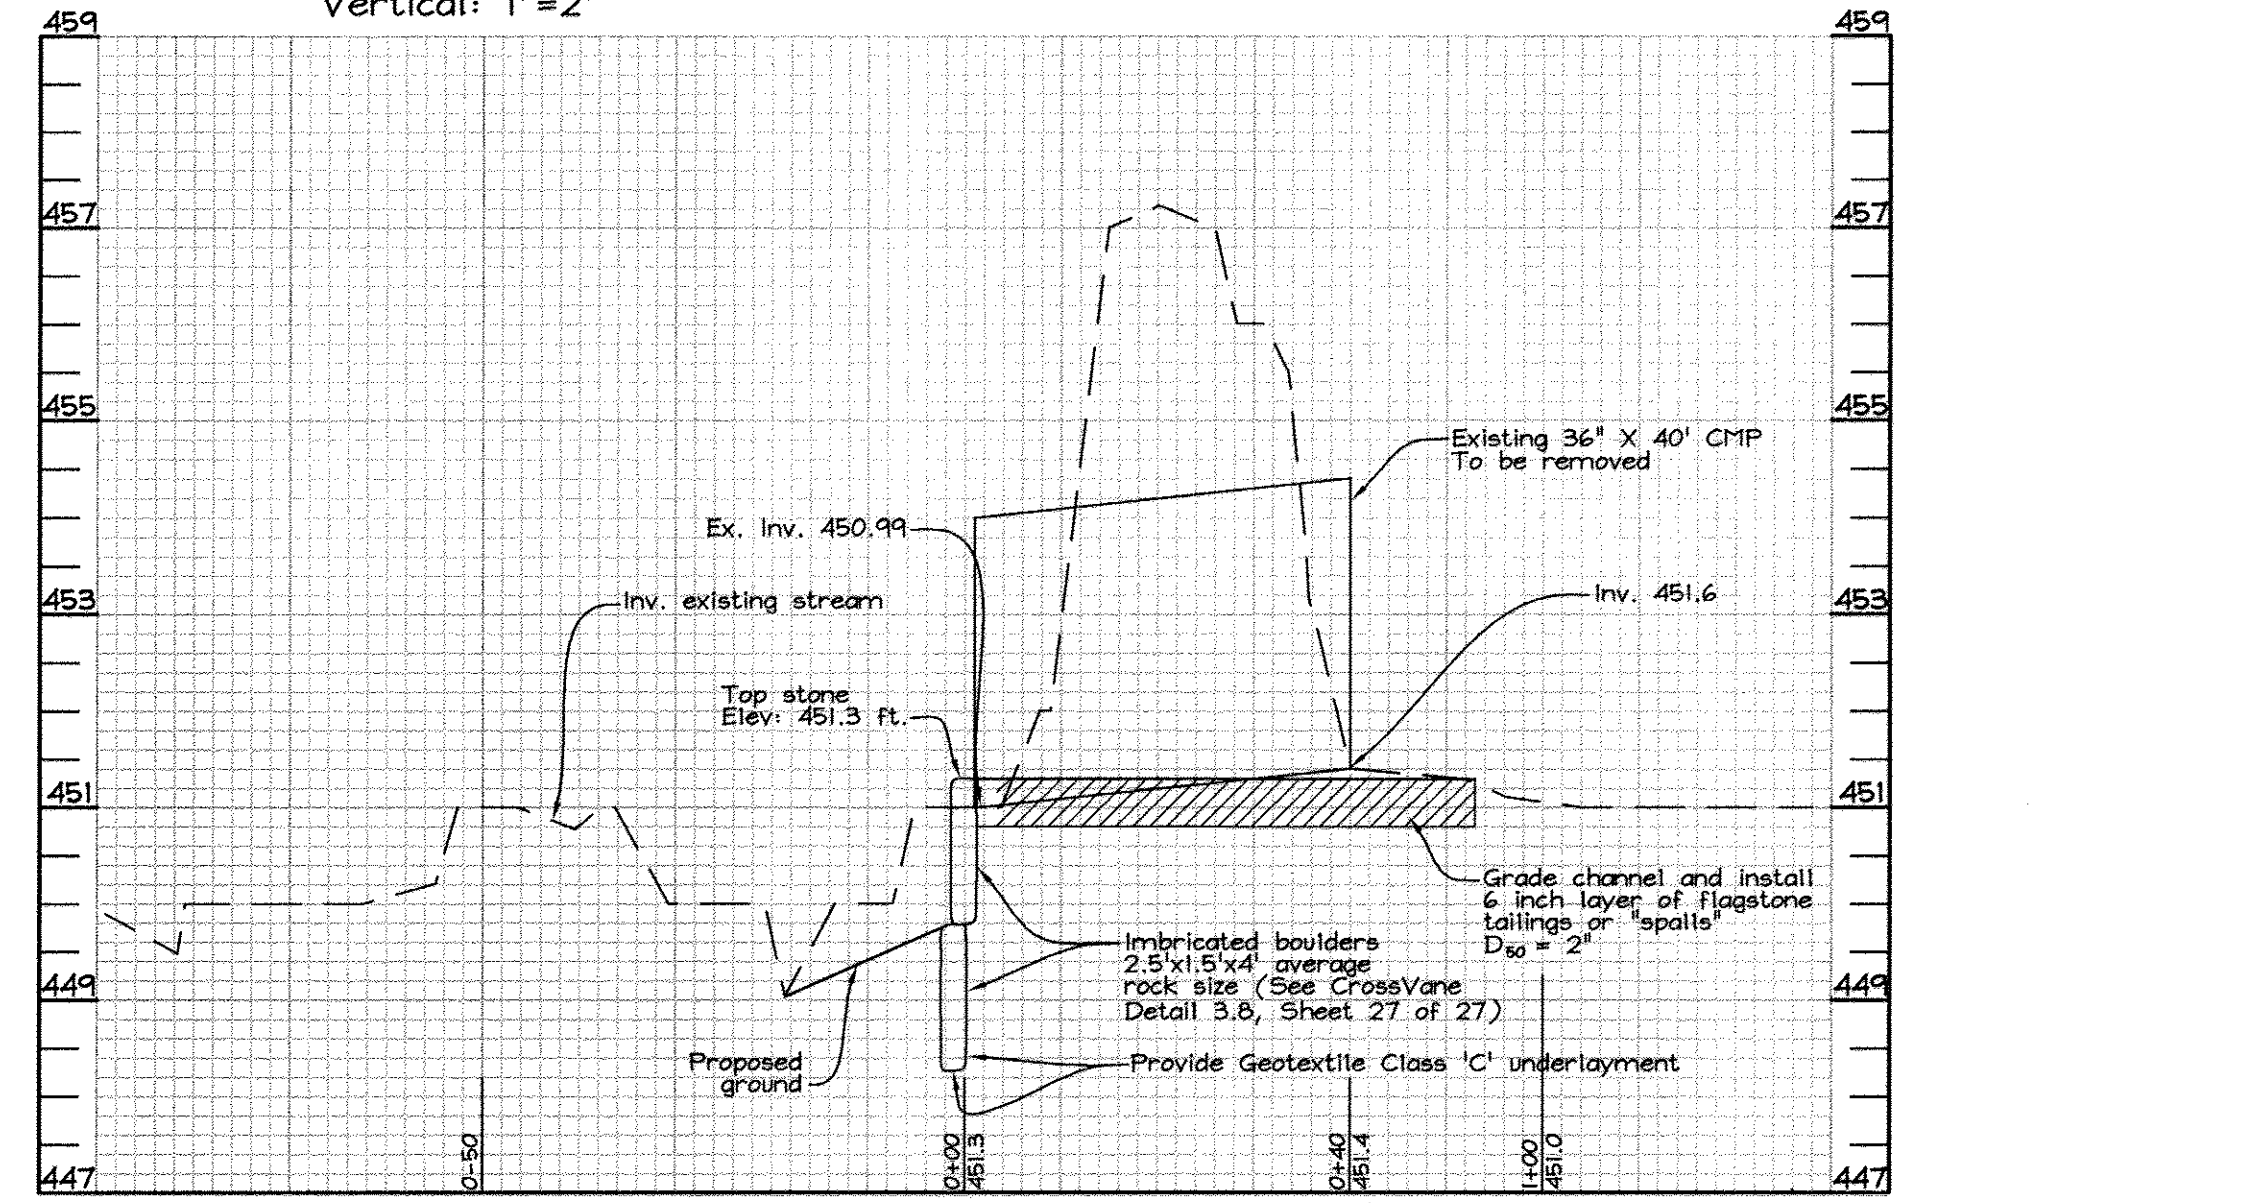 Vertical: 1"=2'
459
459
457
457
455
455
Existing 36" X 40' CMP
To be removed
Ex. Inv. 450.99
Inv. existing stream
Inv. 451.6
453
453
Top stone
Elev: 451.3 ft.
451
451
Grade channel and install
6 inch layer of flagstone
tailings or "spalls"
D50 = 2"
Imbricated boulders
2.5'x1.5'x4' average
rock size (See CrossVane
Detail 3.8, Sheet 27 of 27)
449
449
Proposed
ground
Provide Geotextile Class 'C' underlayment
0-50
0+00
451.3
0+40
451.4
1+00
451.0
447
447